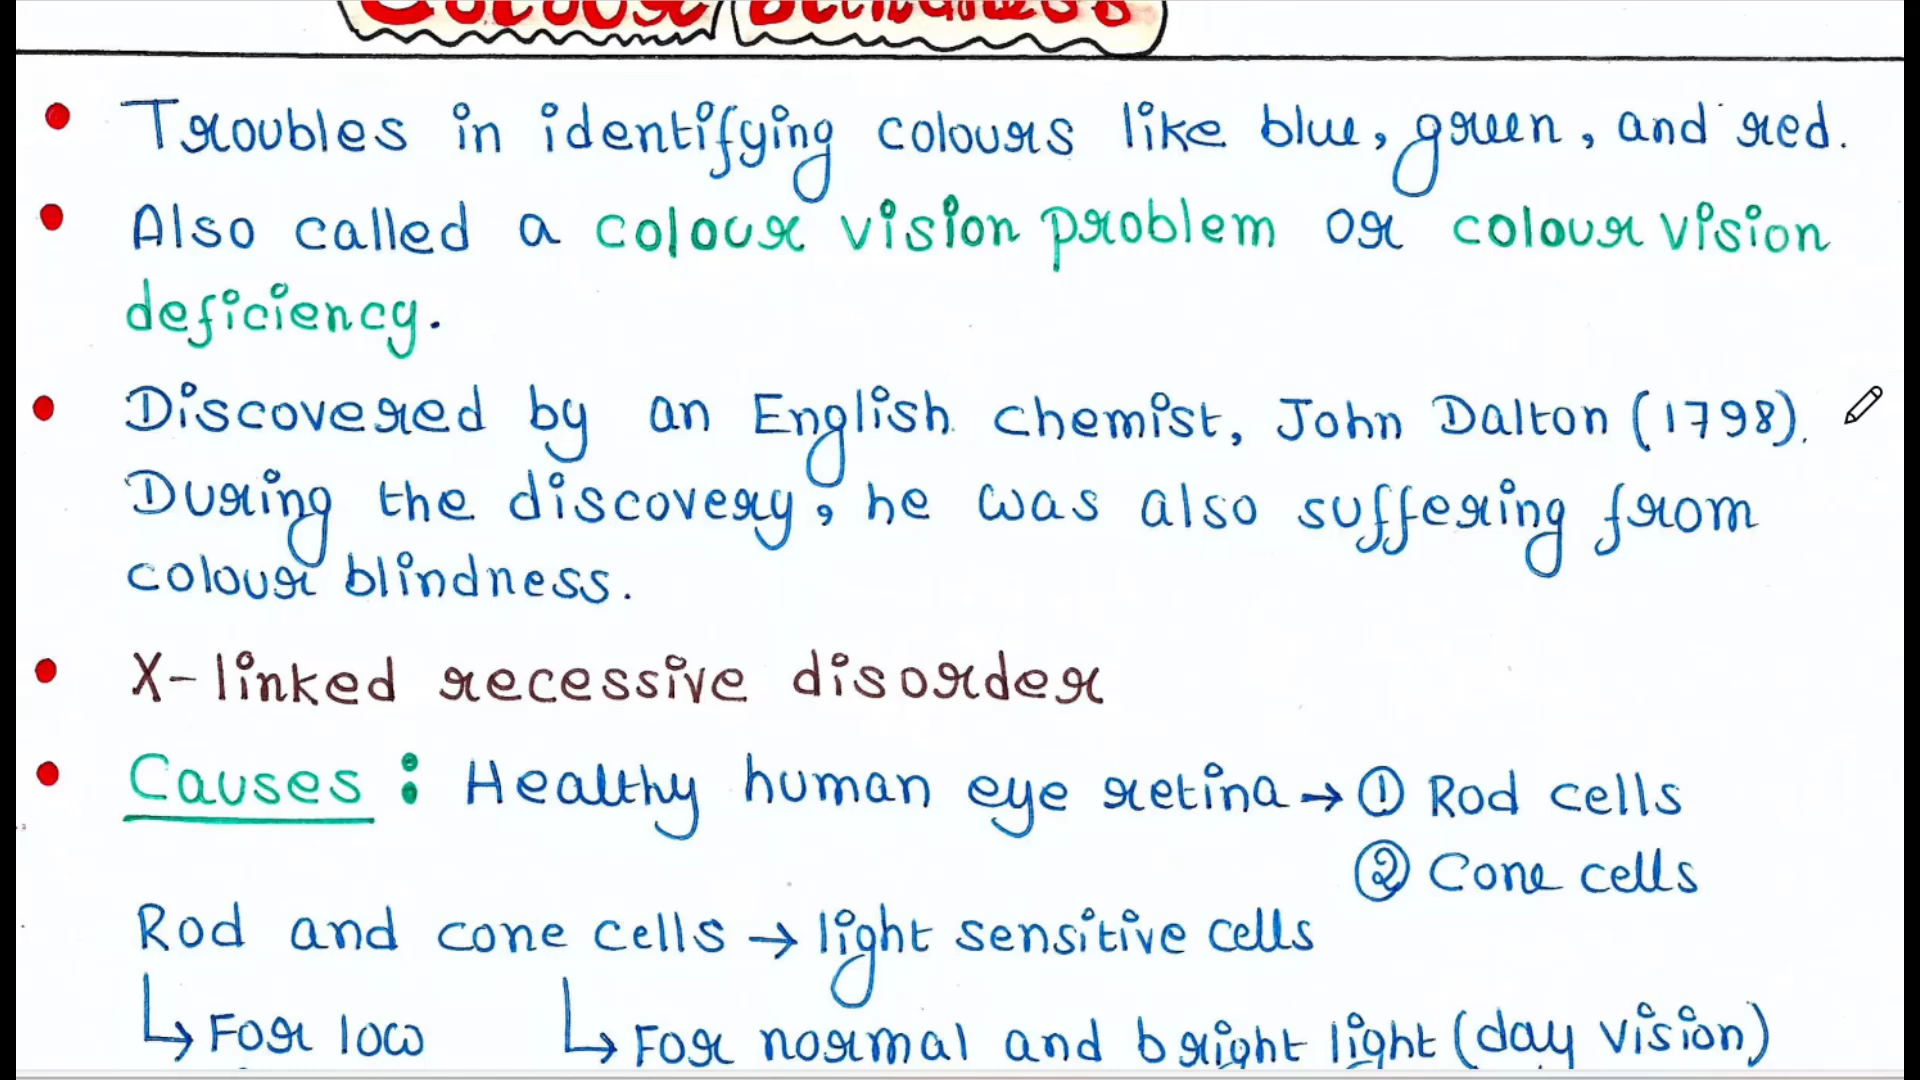 Colour Blindness
Troubles in identifying colours like blue, green, and red.
Also called a colour vision problem or colour vision
deficiency.
Discovered by an English chemist, John Dalton (1798).
During the discovery, he was also suffering from
colour blindness.
X-linked recessive disorder
Causes : Healthy human eye retina → ① Rod cells
② Cone cells
Rod and cone cells → light sensitive cells
↳ For low ↳ For normal and bright light (day vision)